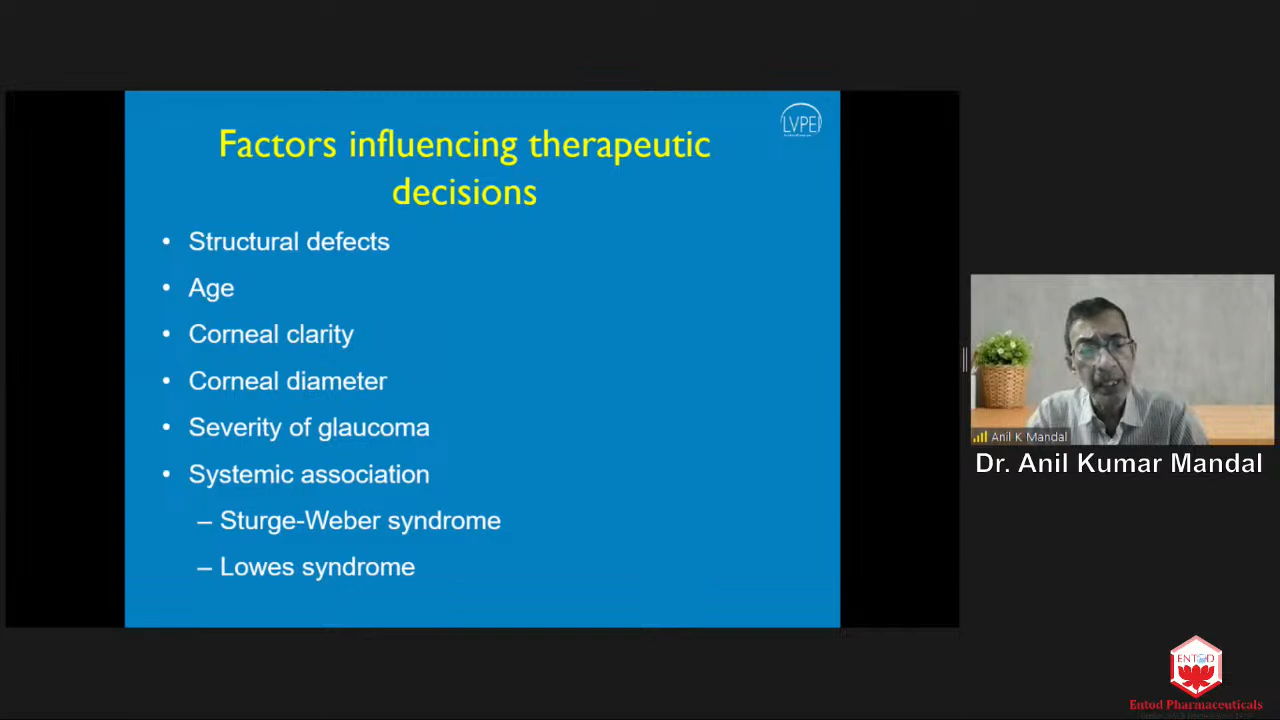 LVPEI
Factors influencing therapeutic
decisions
• Structural defects
• Age
• Corneal clarity
• Corneal diameter
• Severity of glaucoma
• Systemic association
– Sturge-Weber syndrome
– Lowes syndrome
Anil K Mandal
Dr. Anil Kumar Mandal
ENTOD
Entod Pharmaceuticals